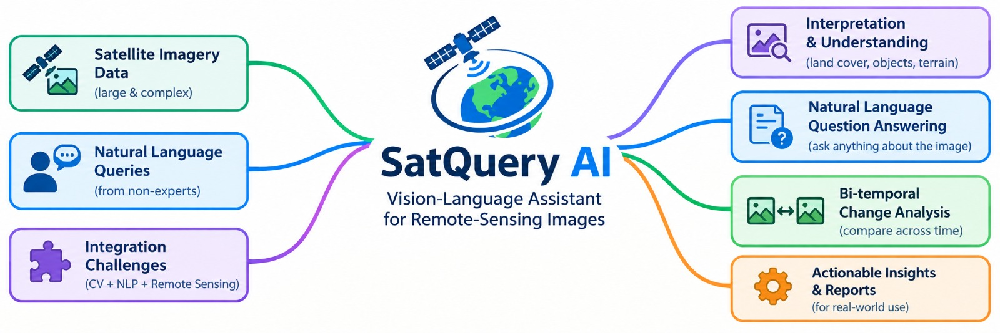 Satellite Imagery
Data
(large & complex)
Natural Language
Queries
(from non-experts)
Integration
Challenges
(CV + NLP + Remote Sensing)
SatQuery AI
Vision-Language Assistant
for Remote-Sensing Images
Interpretation
& Understanding
(land cover, objects, terrain)
Natural Language
Question Answering
(ask anything about the image)
?
Bi-temporal
Change Analysis
(compare across time)
Actionable Insights
& Reports
(for real-world use)